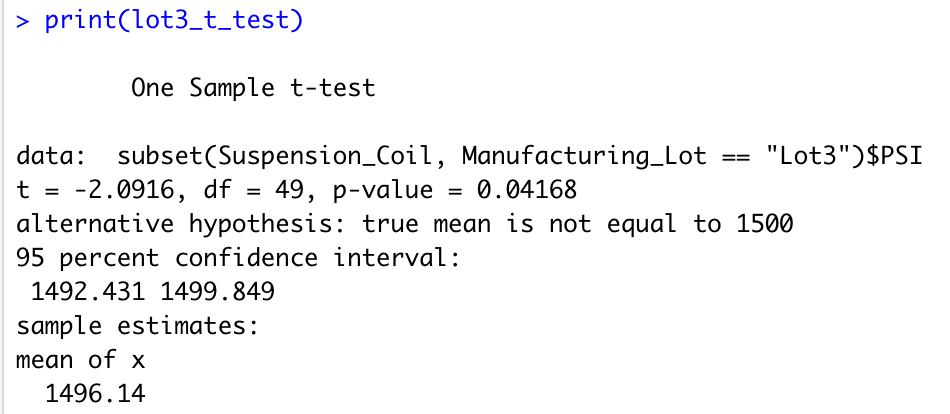 > print(lot3_t_test)
One Sample t-test
data:  subset(Suspension_Coil, Manufacturing_Lot == "Lot3")$PSI
t = -2.0916, df = 49, p-value = 0.04168
alternative hypothesis: true mean is not equal to 1500
95 percent confidence interval:
1492.431 1499.849
sample estimates:
mean of x
1496.14